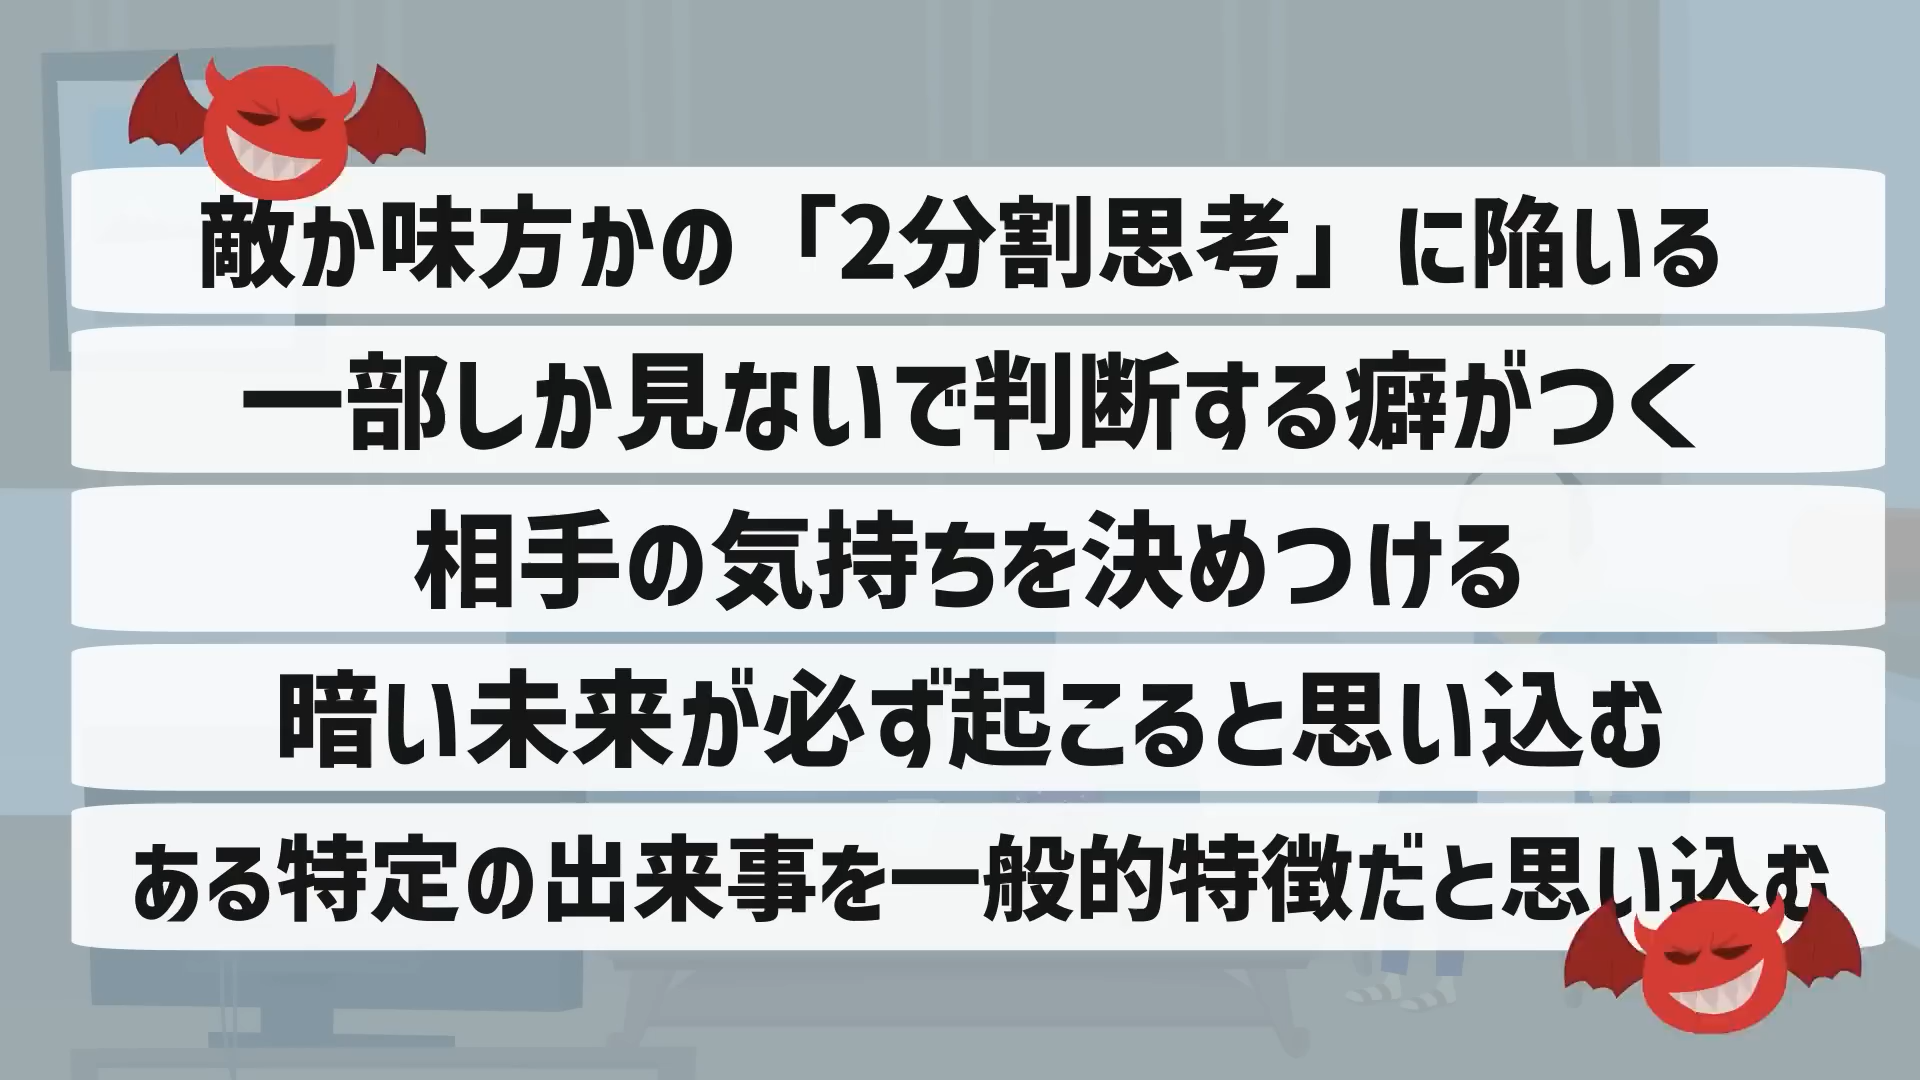 敵か味方かの「2分割思考」に陥いる
一部しか見ないで判断する癖がつく
相手の気持ちを決めつける
暗い未来が必ず起こると思い込む
ある特定の出来事を一般的特徴だと思い込む